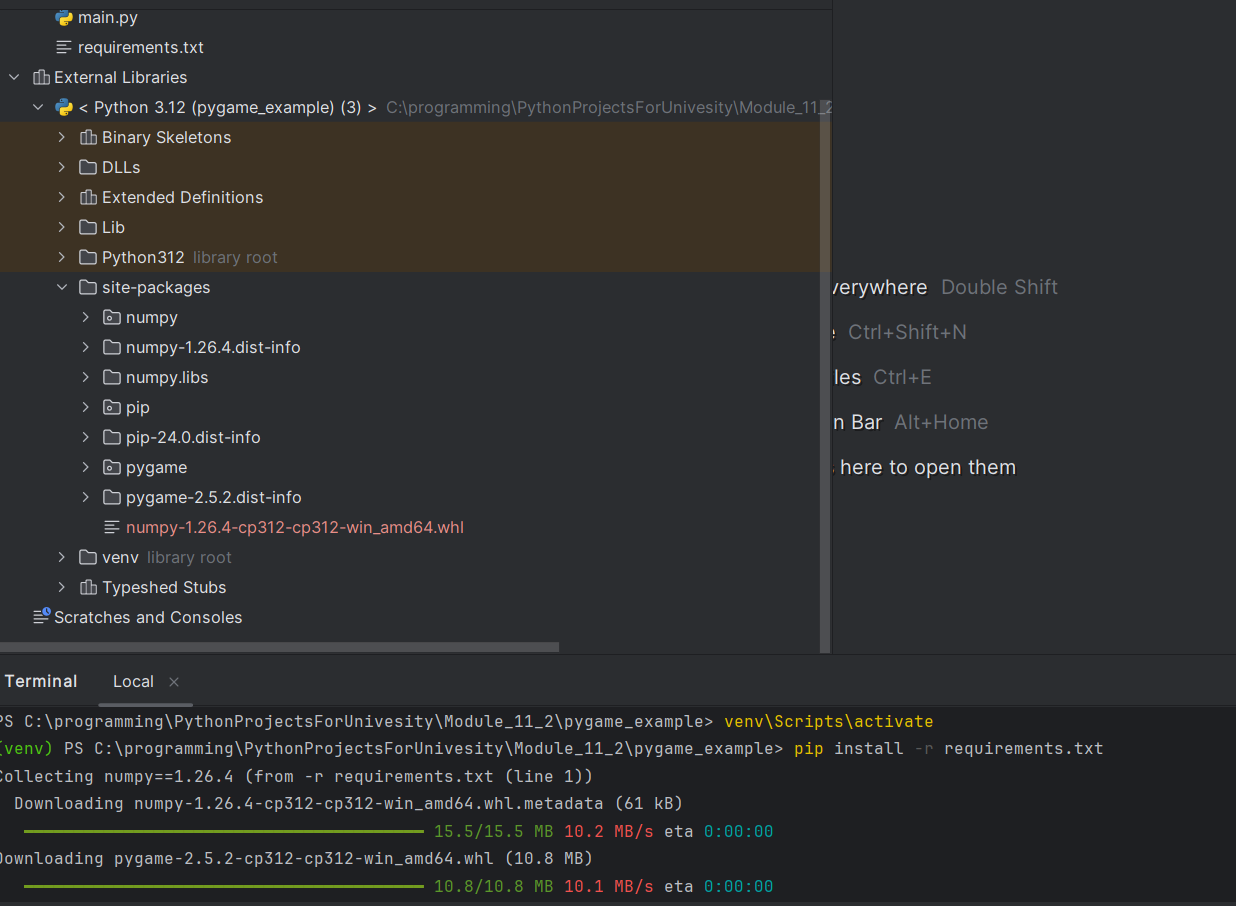 main.py
requirements.txt
External Libraries
< Python 3.12 (pygame_example) (3) > C:\programming\PythonProjectsForUnivesity\Module_11_2
Binary Skeletons
DLLs
Extended Definitions
Lib
Python312 library root
site-packages
verywhere Double Shift
numpy
e Ctrl+Shift+N
numpy-1.26.4.dist-info
numpy.libs
les Ctrl+E
pip
n Bar Alt+Home
pip-24.0.dist-info
pygame
here to open them
pygame-2.5.2.dist-info
numpy-1.26.4-cp312-cp312-win_amd64.whl
venv library root
Typeshed Stubs
Scratches and Consoles
Terminal Local ×
PS C:\programming\PythonProjectsForUnivesity\Module_11_2\pygame_example> venv\Scripts\activate
(venv) PS C:\programming\PythonProjectsForUnivesity\Module_11_2\pygame_example> pip install -r requirements.txt
Collecting numpy==1.26.4 (from -r requirements.txt (line 1))
Downloading numpy-1.26.4-cp312-cp312-win_amd64.whl.metadata (61 kB)
15.5/15.5 MB 10.2 MB/s eta 0:00:00
Downloading pygame-2.5.2-cp312-cp312-win_amd64.whl (10.8 MB)
10.8/10.8 MB 10.1 MB/s eta 0:00:00